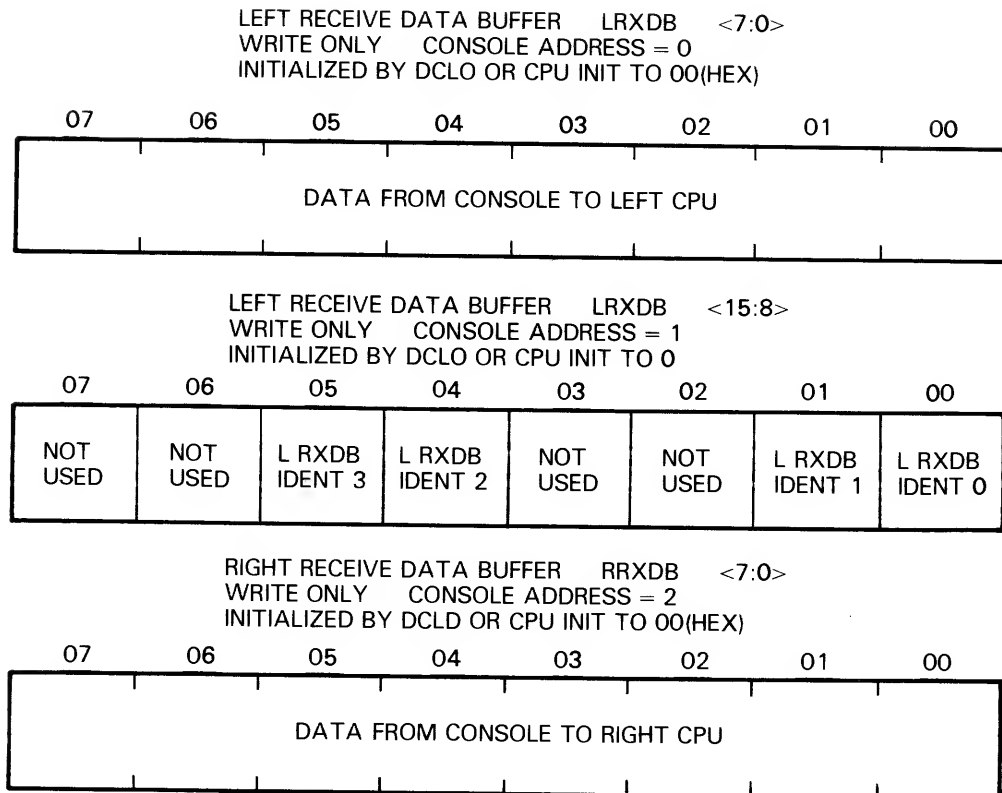 LEFT RECEIVE DATA BUFFER LRXDB <7:0>
WRITE ONLY CONSOLE ADDRESS = 0
INITIALIZED BY DCLO OR CPU INIT TO 00(HEX)
07 06 05 04 03 02 01 00
DATA FROM CONSOLE TO LEFT CPU
LEFT RECEIVE DATA BUFFER LRXDB <15:8>
WRITE ONLY CONSOLE ADDRESS = 1
INITIALIZED BY DCLO OR CPU INIT TO 0
07 06 05 04 03 02 01 00
NOT NOT L RXDB L RXDB NOT NOT L RXDB L RXDB
USED USED IDENT 3 IDENT 2 USED USED IDENT 1 IDENT 0
RIGHT RECEIVE DATA BUFFER RRXDB <7:0>
WRITE ONLY CONSOLE ADDRESS = 2
INITIALIZED BY DCLD OR CPU INIT TO 00(HEX)
07 06 05 04 03 02 01 00
DATA FROM CONSOLE TO RIGHT CPU